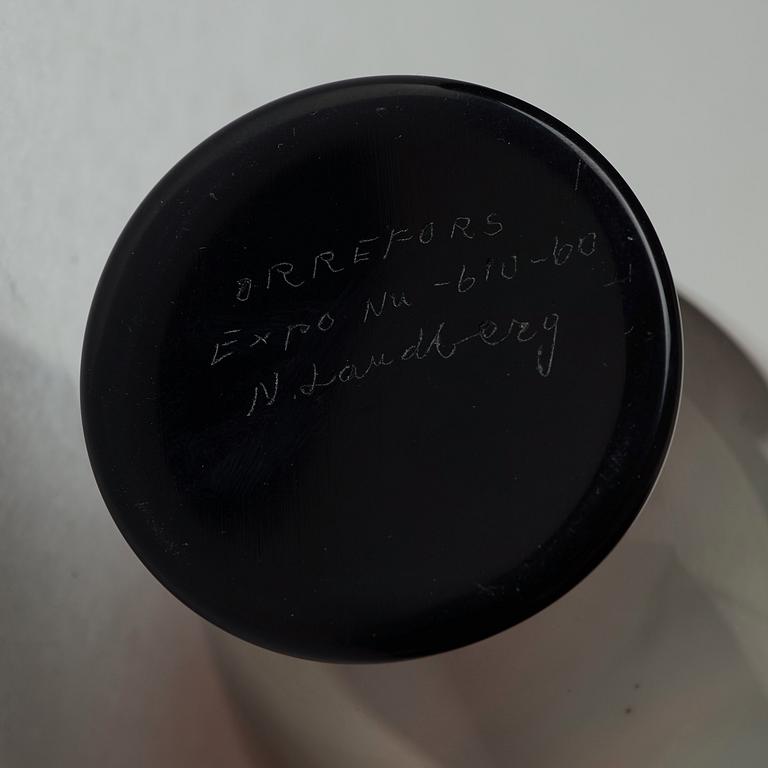 ORREFORS
Expo Nu -610-60
N. Landberg